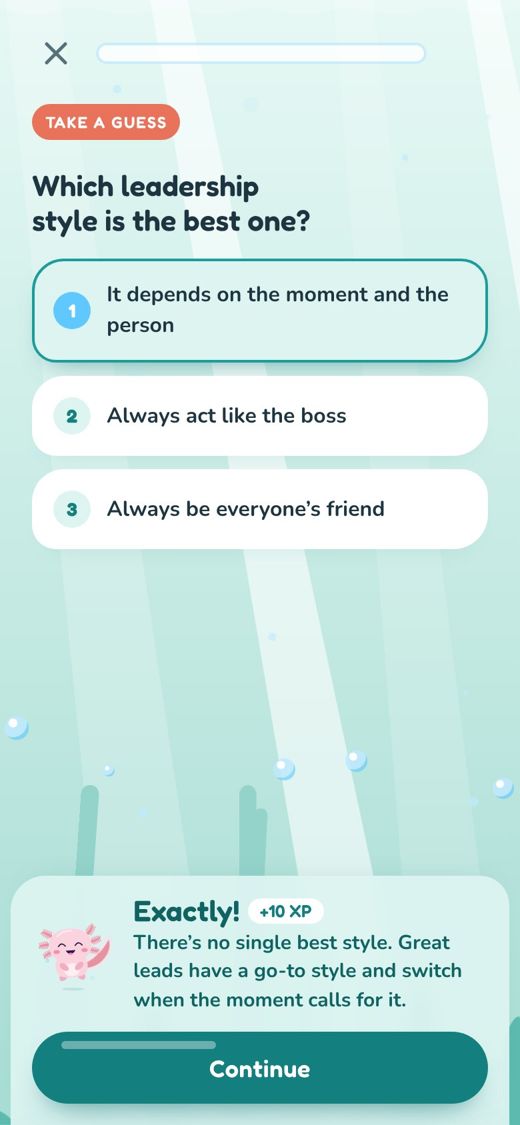 TAKE A GUESS
Which leadership
style is the best one?
1
It depends on the moment and the
person
2
Always act like the boss
3
Always be everyone’s friend
Exactly! +10 XP
There’s no single best style. Great
leads have a go-to style and switch
when the moment calls for it.
Continue